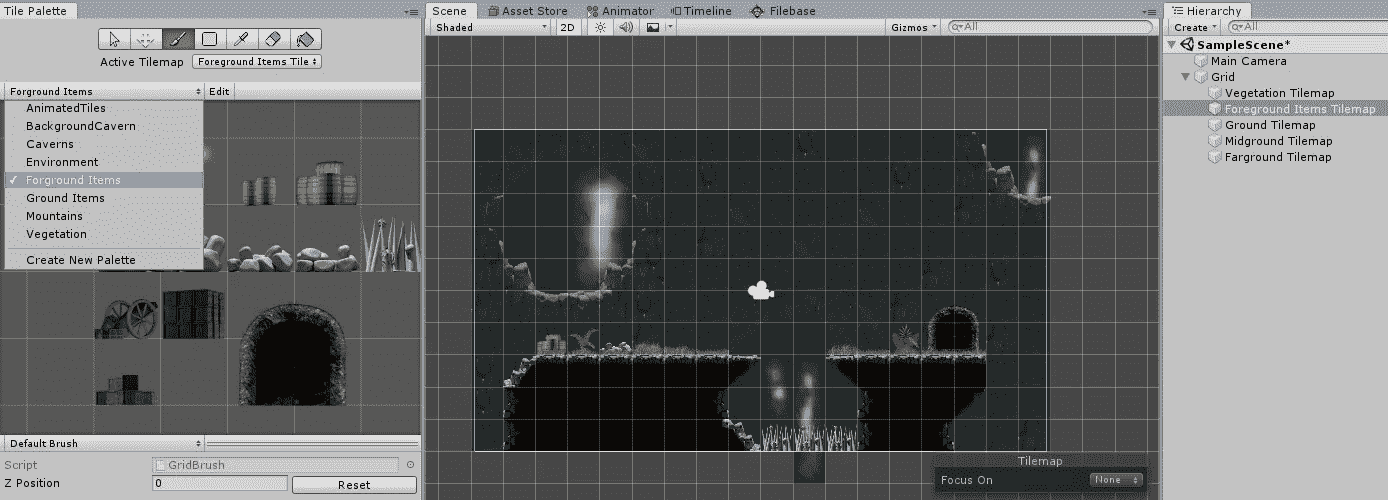 Tile Palette
Active Tilemap Foreground Items Tile
Forground Items Edit
AnimatedTiles
BackgroundCavern
Caverns
Environment
Forground Items
Ground Items
Mountains
Vegetation
Create New Palette
Default Brush
Script GridBrush
Z Position 0 Reset
Scene Asset Store Animator Timeline Filebase
Shaded 2D Gizmos All
Tilemap
Focus On None
Hierarchy
Create All
SampleScene*
Main Camera
Grid
Vegetation Tilemap
Foreground Items Tilemap
Ground Tilemap
Midground Tilemap
Farground Tilemap